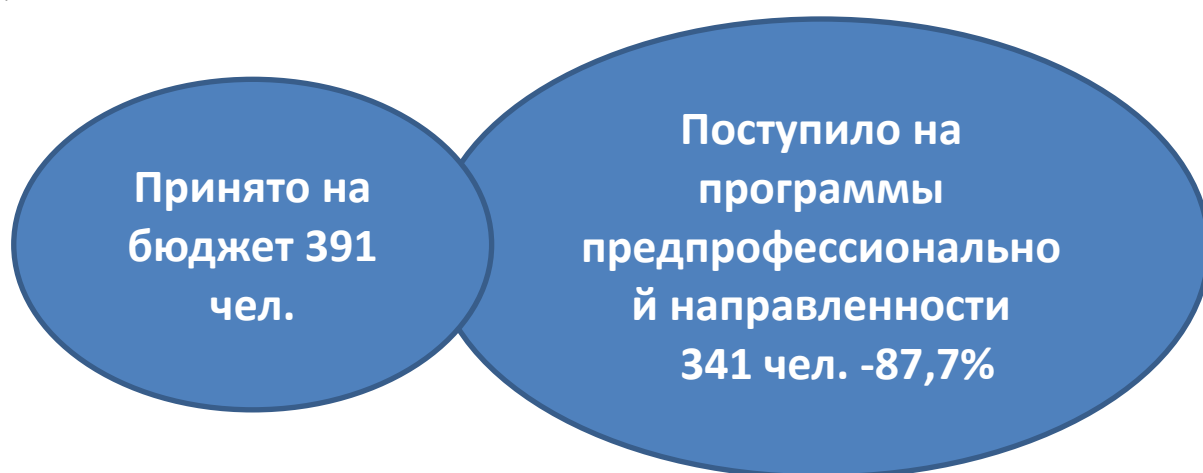 Принято на
бюджет 391
чел.
Поступило на
программы
предпрофессионально
й направленности
341 чел. -87,7%